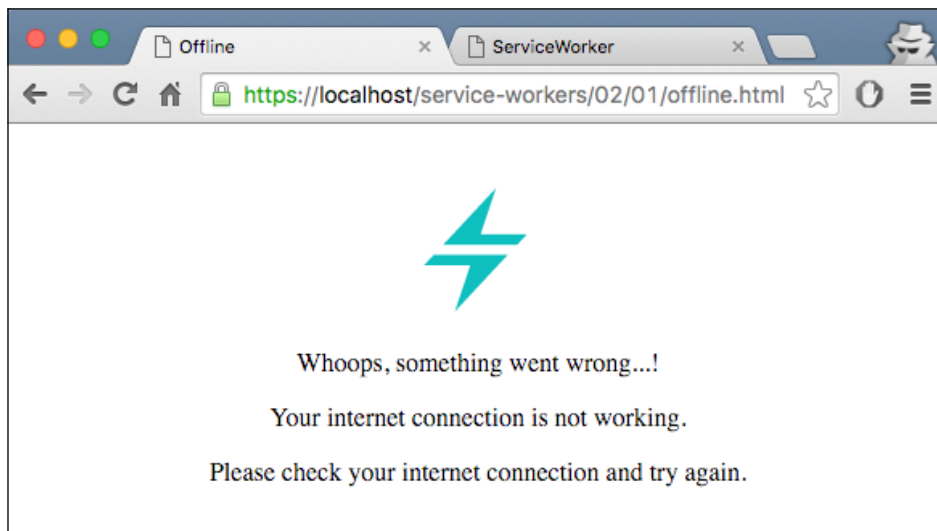 Offline
ServiceWorker
https://localhost/service-workers/02/01/offline.html
Whoops, something went wrong...!
Your internet connection is not working.
Please check your internet connection and try again.